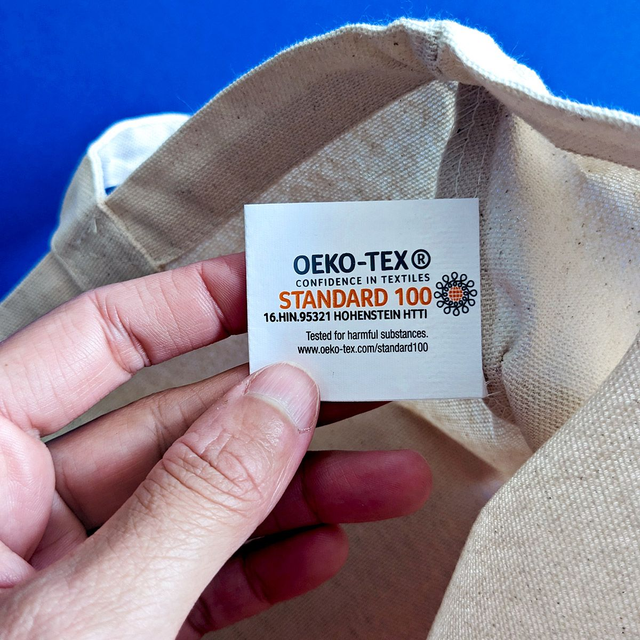 OEKO-TEX®
CONFIDENCE IN TEXTILES
STANDARD 100
16.HIN.95321 HOHENSTEIN HTTI
Tested for harmful substances.
www.oeko-tex.com/standard100